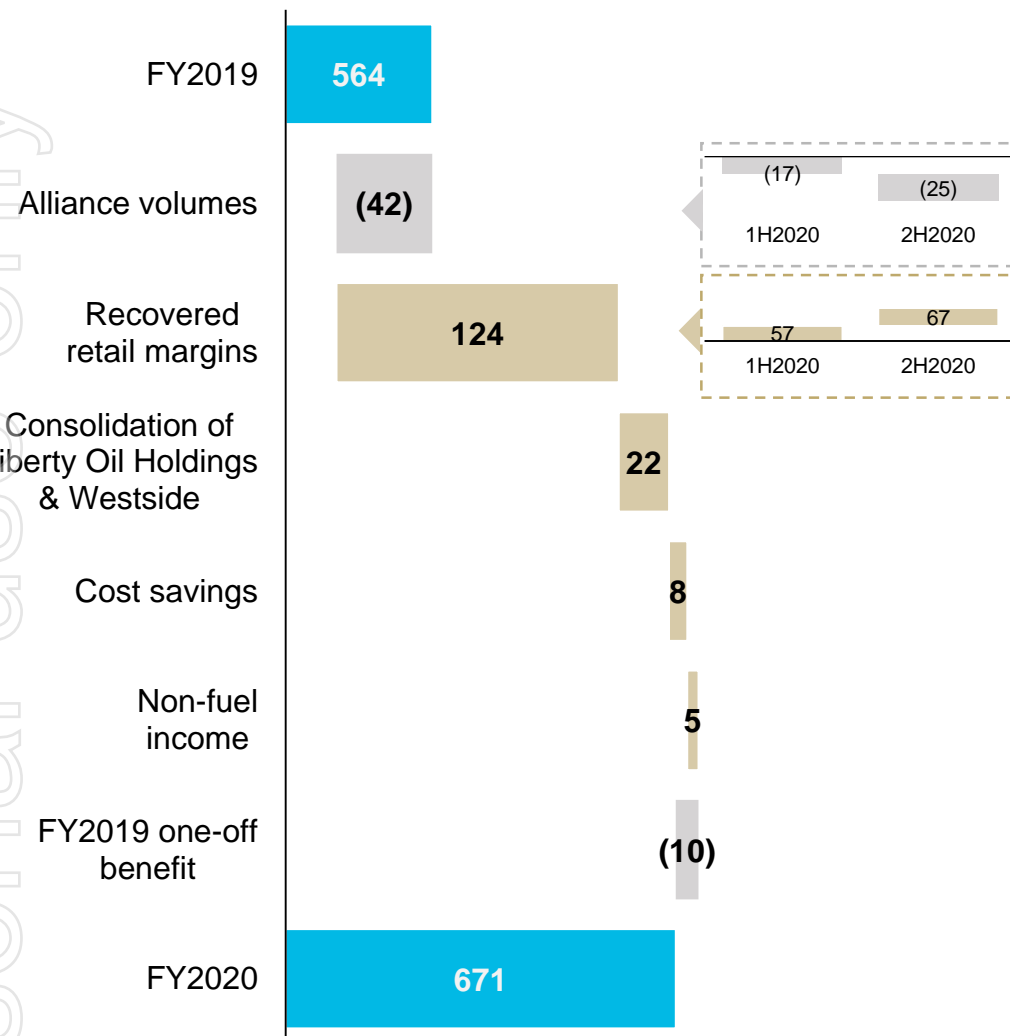 FY2019
564
Alliance volumes
(42)
(17)
(25)
1H2020
2H2020
Recovered
retail margins
124
57
67
1H2020
2H2020
Consolidation of
iberty Oil Holdings
& Westside
22
Cost savings
8
Non-fuel
income
5
FY2019 one-off
benefit
(10)
FY2020
671